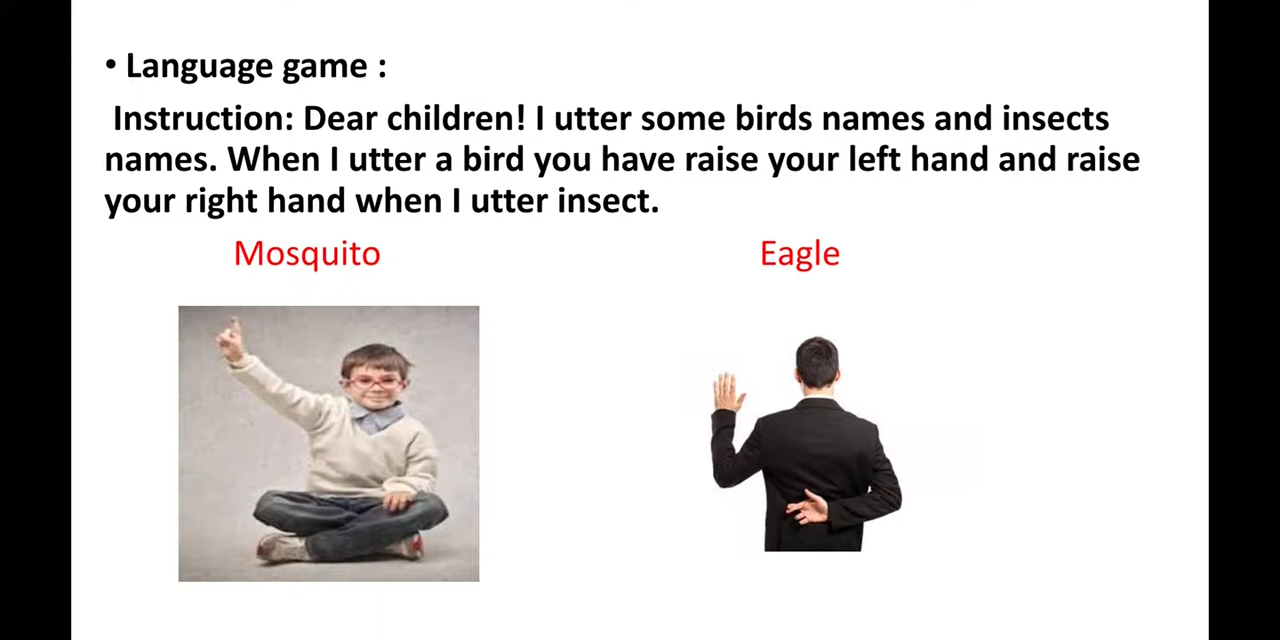 • Language game :
Instruction: Dear children! I utter some birds names and insects
names. When I utter a bird you have raise your left hand and raise
your right hand when I utter insect.
Mosquito
Eagle